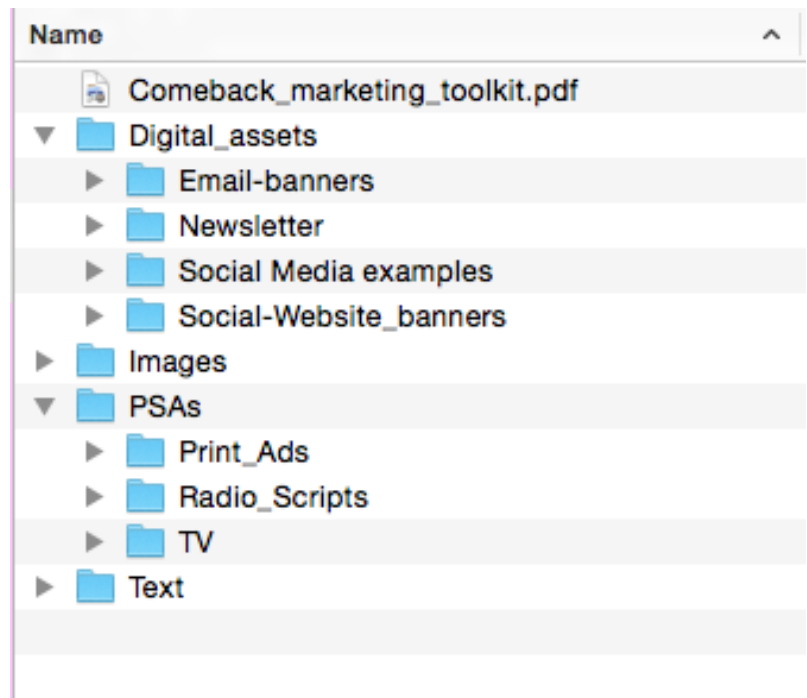 Name
Comeback_marketing_toolkit.pdf
Digital_assets
Email-banners
Newsletter
Social Media examples
Social-Website_banners
Images
PSAs
Print_Ads
Radio_Scripts
TV
Text